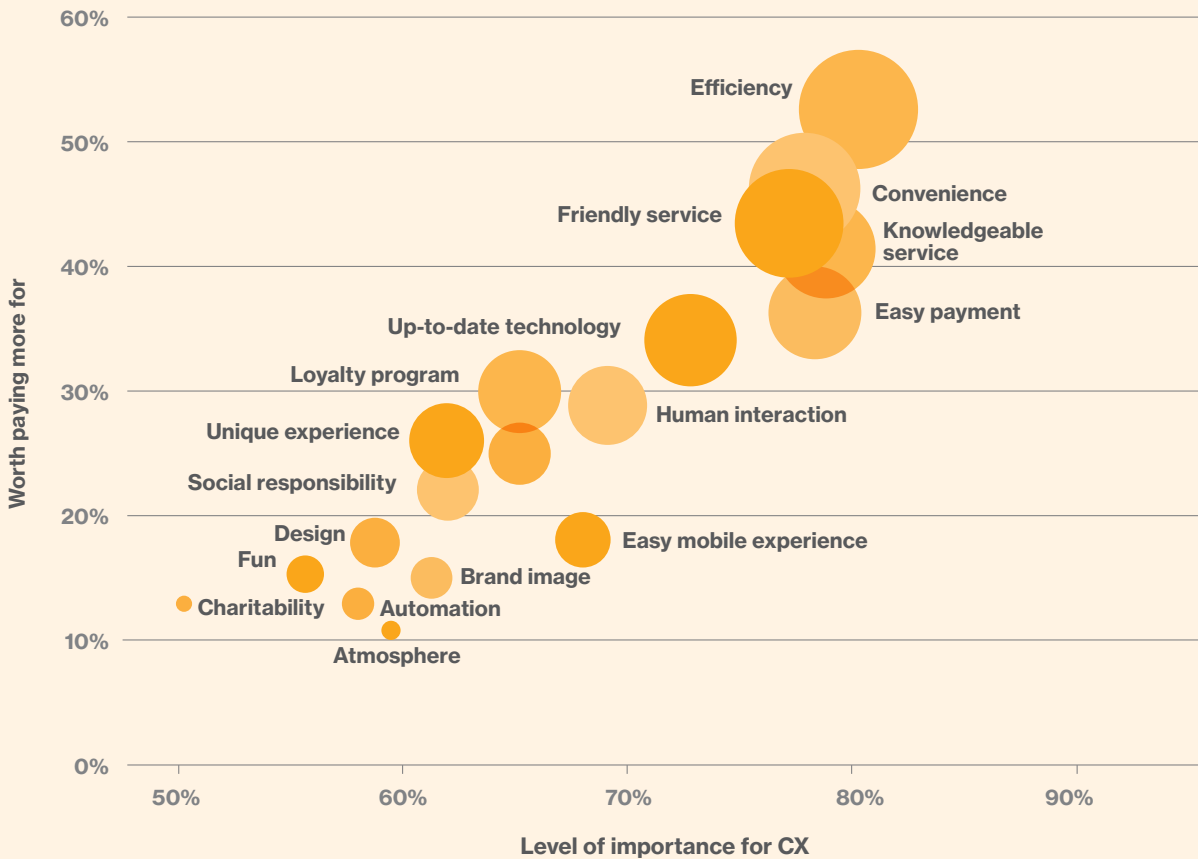 60%
Efficiency
50%
Convenience
Friendly service
Knowledgeable
service
40%
Easy payment
Up-to-date technology
Loyalty program
30%
Human interaction
Unique experience
Social responsibility
20%
Design
Easy mobile experience
Fun
Brand image
Charitability
Automation
10%
Atmosphere
0%
50%
60%
70%
80%
90%
Worth paying more for
Level of importance for CX